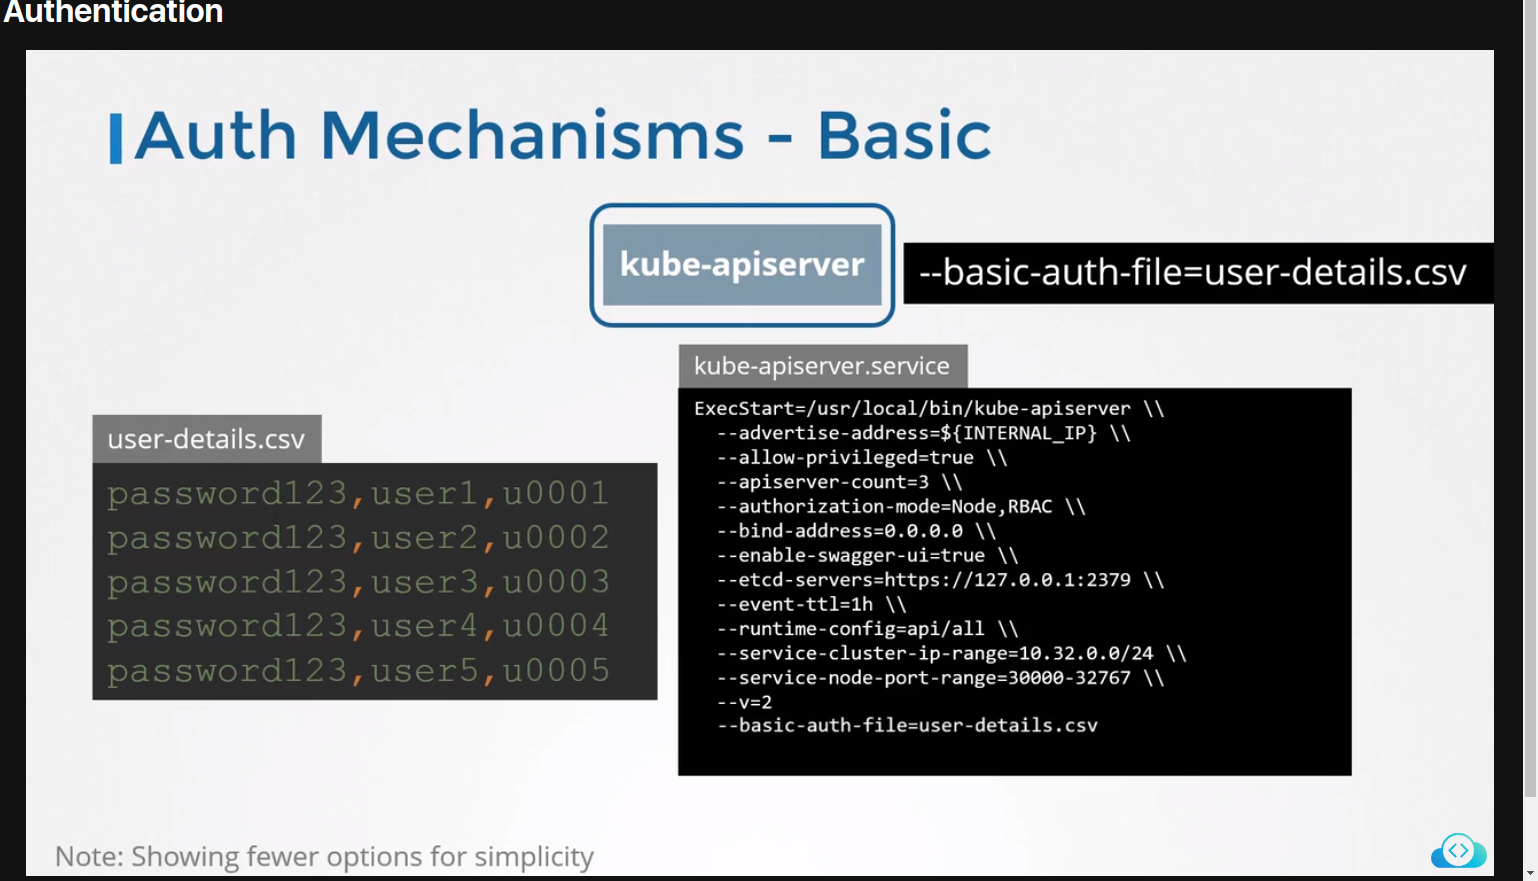 Authentication
Auth Mechanisms - Basic
kube-apiserver
--basic-auth-file=user-details.csv
user-details.csv
password123,user1,u0001
password123,user2,u0002
password123,user3,u0003
password123,user4,u0004
password123,user5,u0005
kube-apiserver.service
ExecStart=/usr/local/bin/kube-apiserver \\
--advertise-address=${INTERNAL_IP} \\
--allow-privileged=true \\
--apiserver-count=3 \\
--authorization-mode=Node,RBAC \\
--bind-address=0.0.0.0 \\
--enable-swagger-ui=true \\
--etcd-servers=https://127.0.0.1:2379 \\
--event-ttl=1h \\
--runtime-config=api/all \\
--service-cluster-ip-range=10.32.0.0/24 \\
--service-node-port-range=30000-32767 \\
--v=2
--basic-auth-file=user-details.csv
Note: Showing fewer options for simplicity